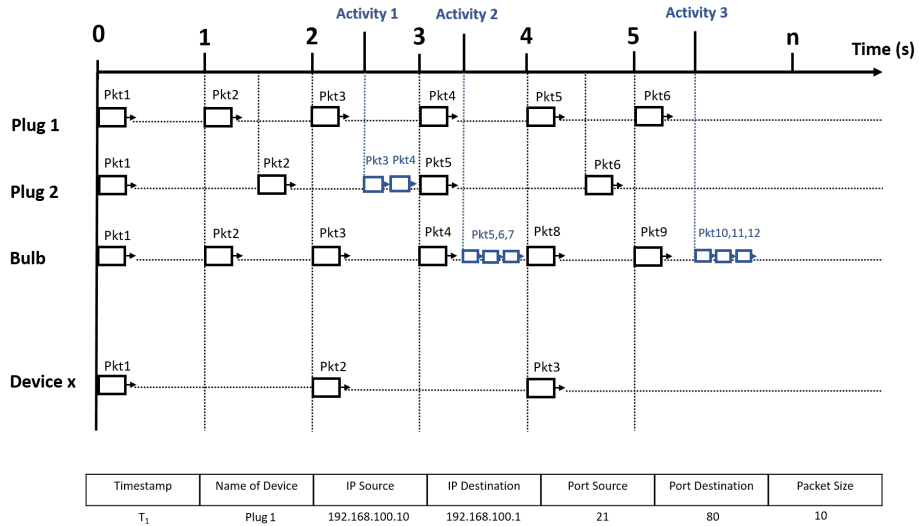 Activity 1 Activity 2 Activity 3
0 1 2 3 4 5 n
Time (s)
Pkt1 Pkt2 Pkt3 Pkt4 Pkt5 Pkt6
Plug 1
Pkt1 Pkt2 Pkt3 Pkt4 Pkt5 Pkt6
Plug 2
Pkt1 Pkt2 Pkt3 Pkt4 Pkt5,6,7 Pkt8 Pkt9 Pkt10,11,12
Bulb
Pkt1 Pkt2 Pkt3
Device x
Timestamp Name of Device IP Source IP Destination Port Source Port Destination Packet Size
T1 Plug 1 192.168.100.10 192.168.100.1 21 80 10